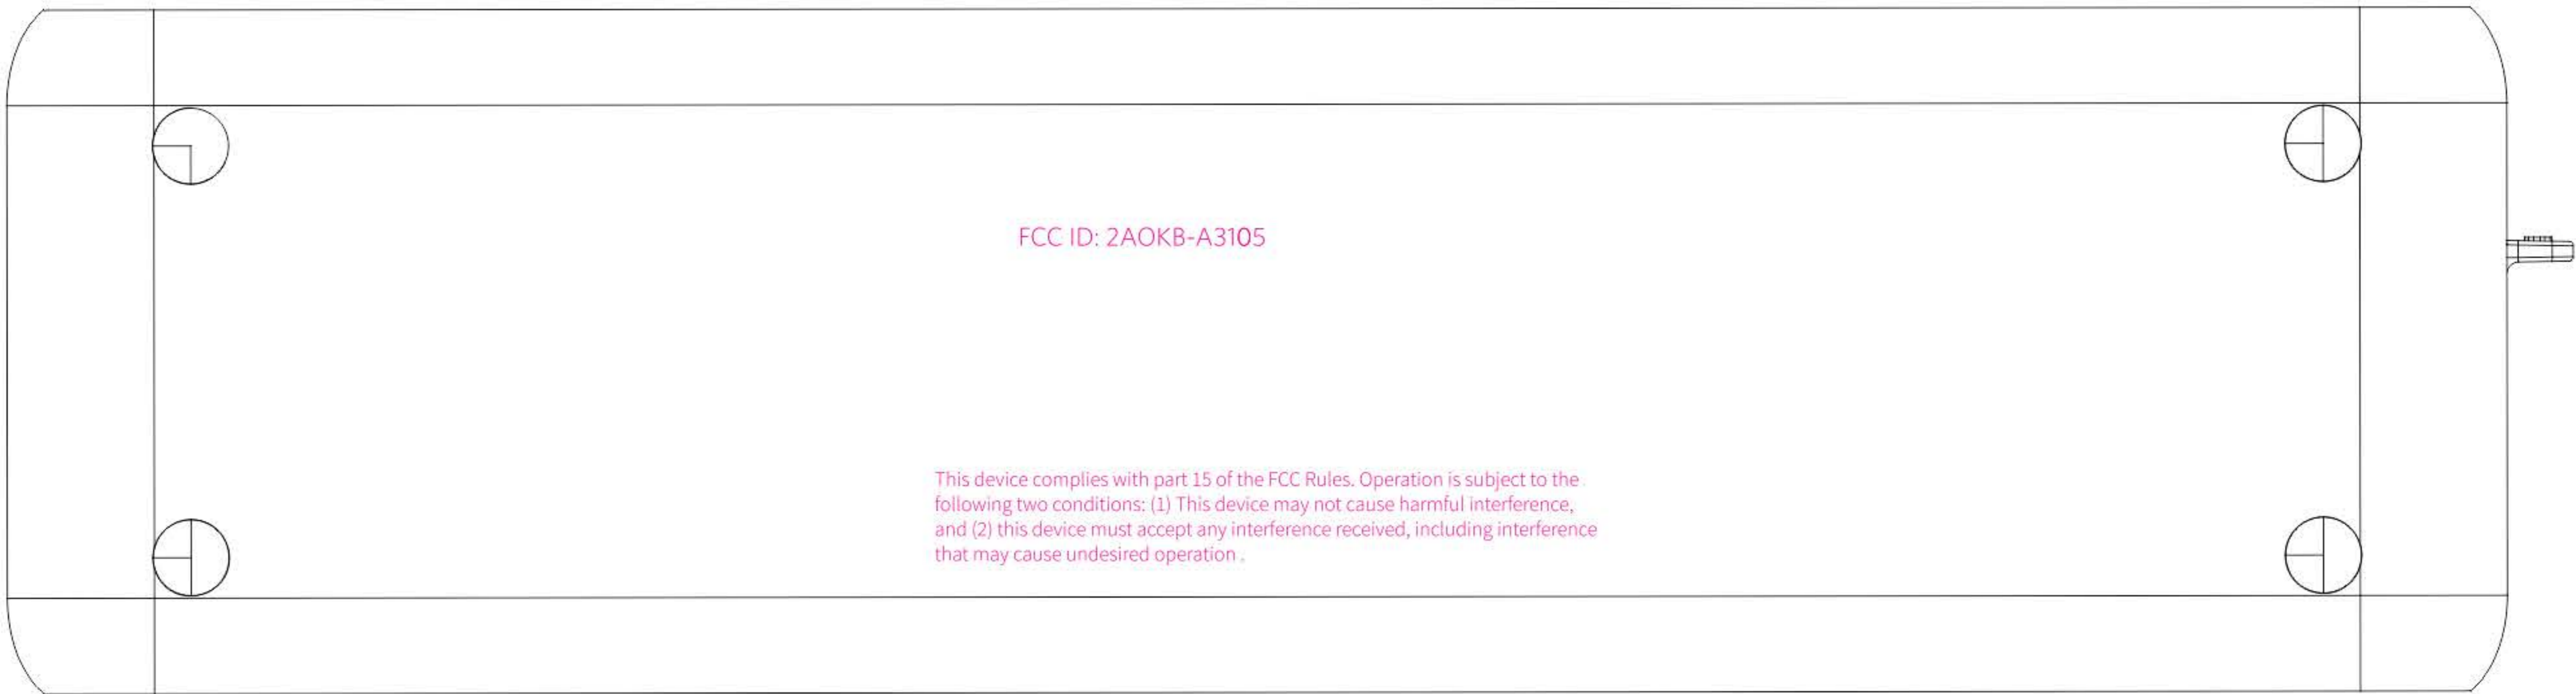 FCC ID: 2AOKB-A3105
This device complies with part 15 of the FCC Rules. Operation is subject to the
following two conditions: (1) This device may not cause harmful interference,
and (2) this device must accept any interference received, including interference
that may cause undesired operation .